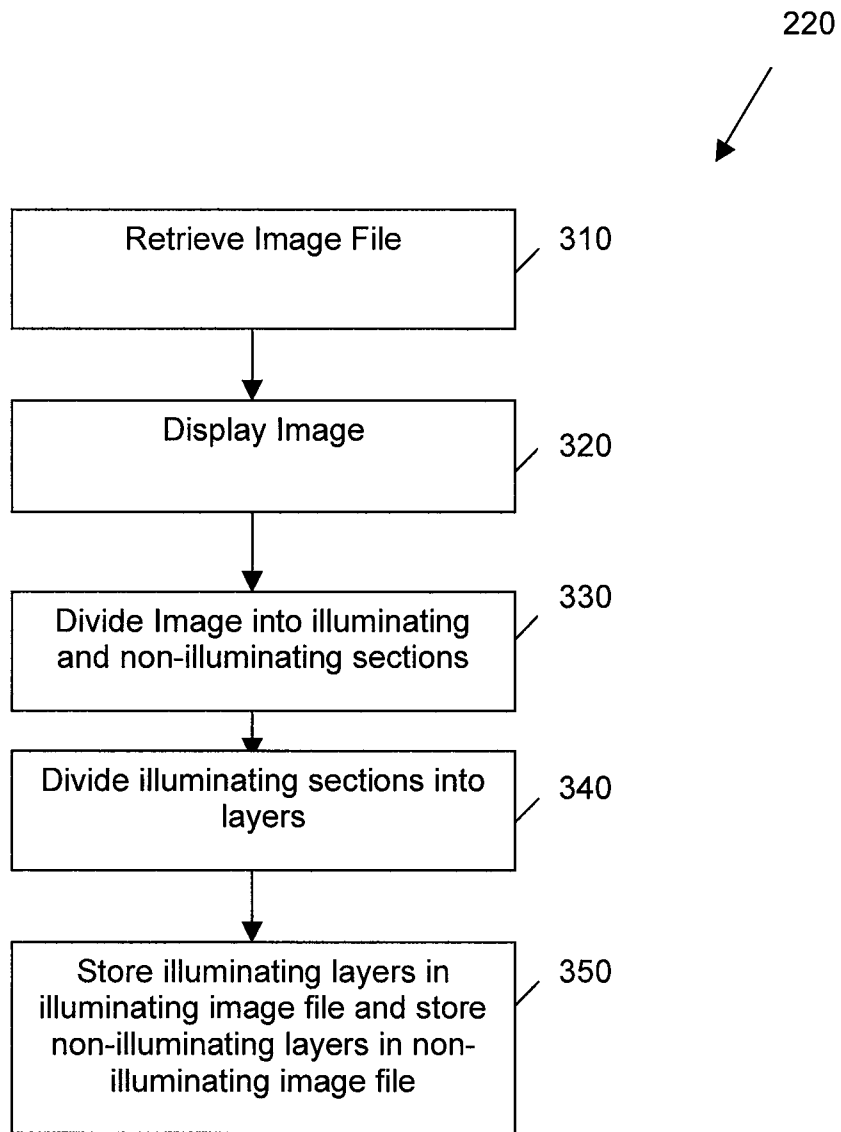 220
Retrieve Image File
310
Display Image
320
Divide Image into illuminating
and non-illuminating sections
330
Divide illuminating sections into
layers
340
Store illuminating layers in
illuminating image file and store
non-illuminating layers in non-
illuminating image file
350